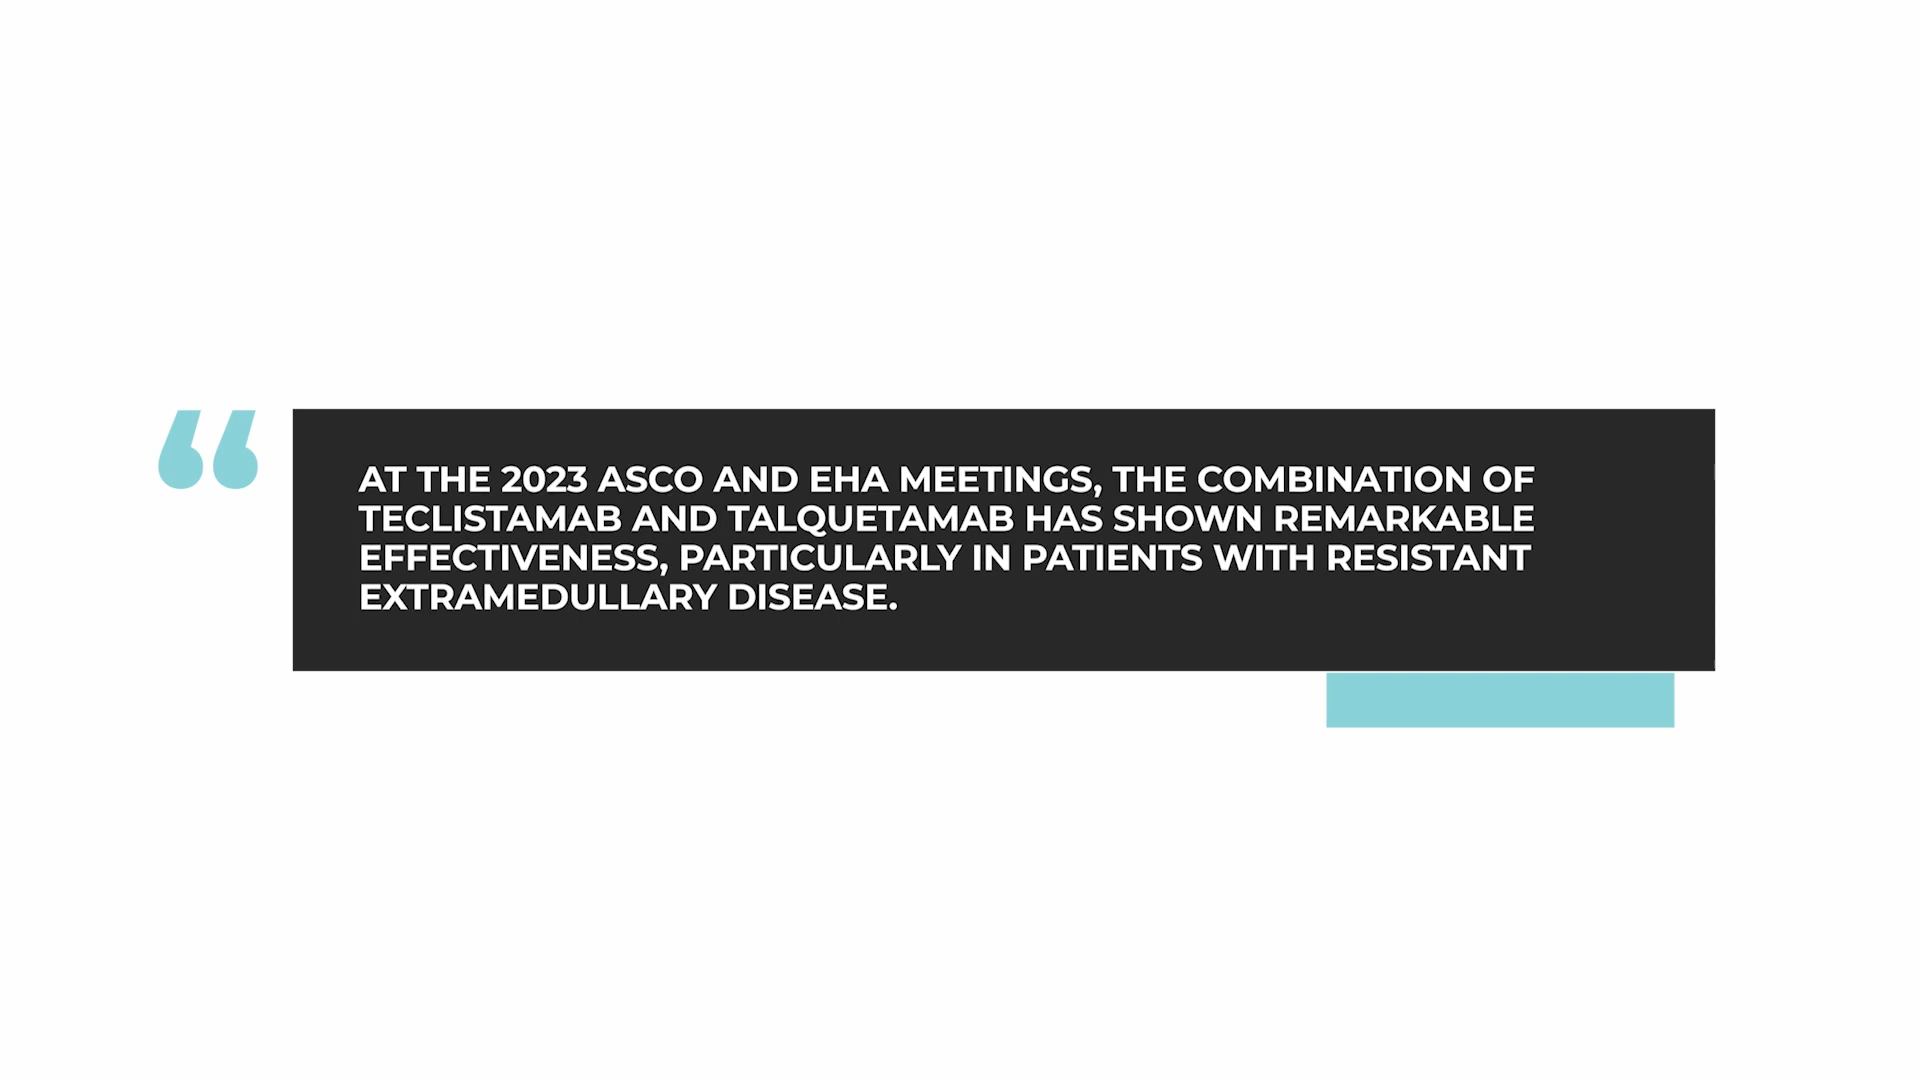 “
AT THE 2023 ASCO AND EHA MEETINGS, THE COMBINATION OF
TECLISTAMAB AND TALQUETAMAB HAS SHOWN REMARKABLE
EFFECTIVENESS, PARTICULARLY IN PATIENTS WITH RESISTANT
EXTRAMEDULLARY DISEASE.